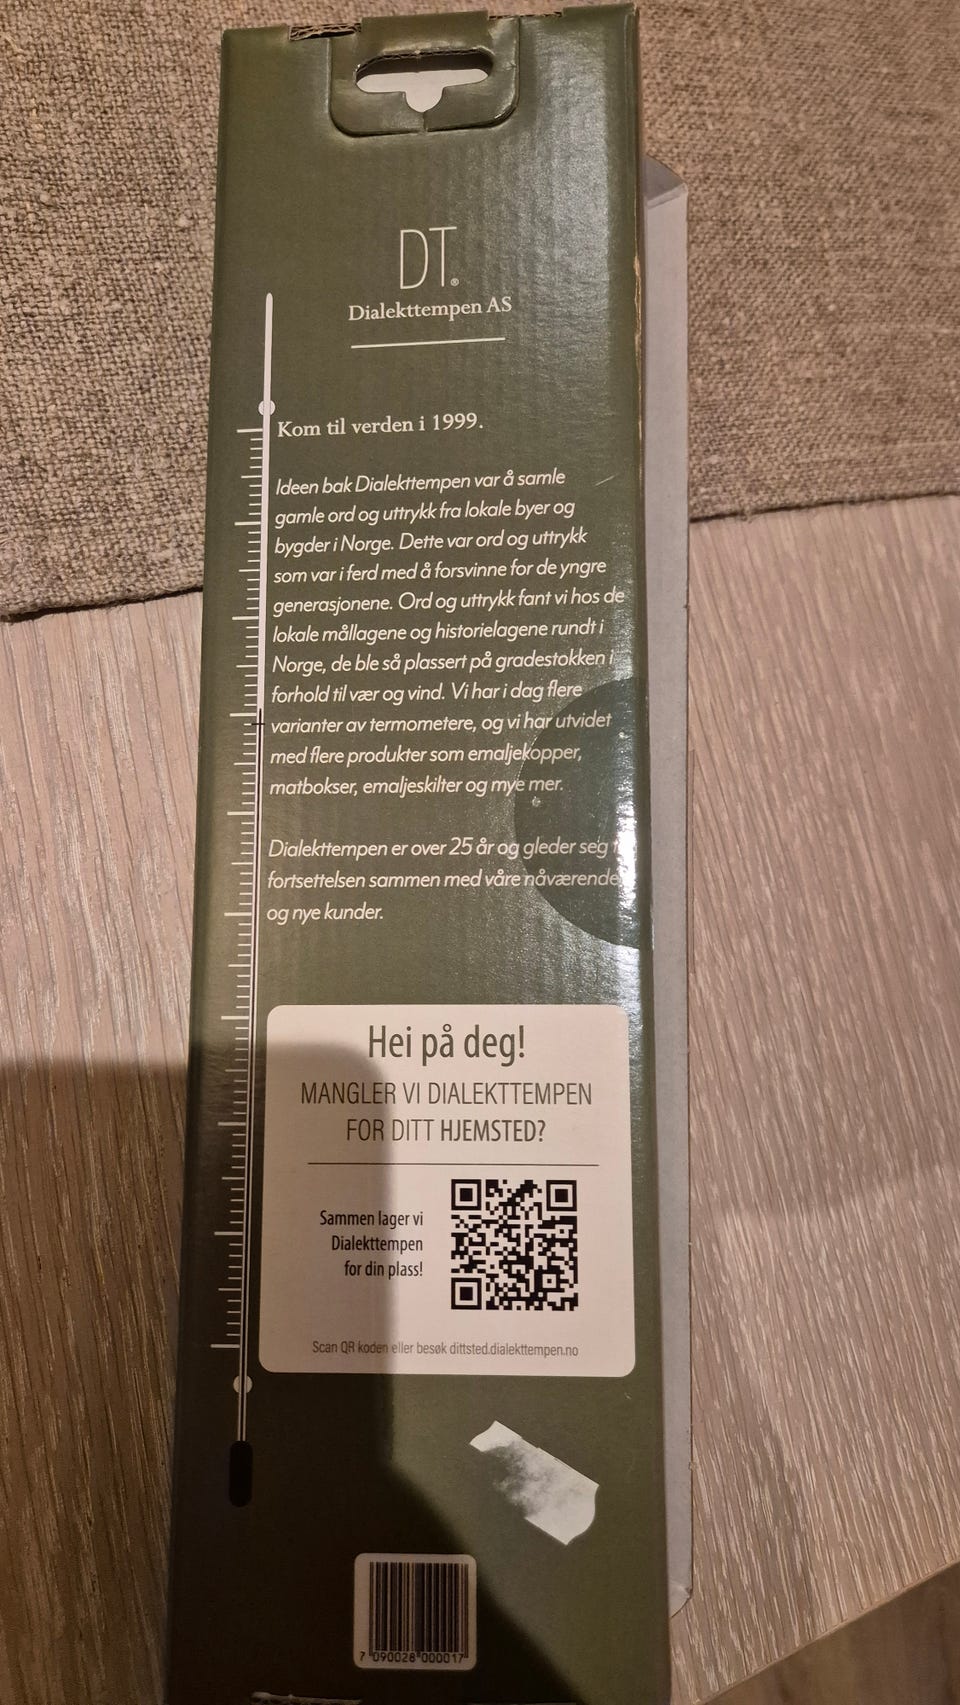 DT®
Dialekttempen AS
Kom til verden i 1999.
Ideen bak Dialekttempen var å samle
gamle ord og uttrykk fra lokale byer og
bygder i Norge. Dette var ord og uttrykk
som var i ferd med å forsvinne for de yngre
generasjonene. Ord og uttrykk fant vi hos de
lokale mållagene og historielagene rundt i
Norge, de ble så plassert på gradestokken i
forhold til vær og vind. Vi har i dag flere
varianter av termometere, og vi har utvidet
med flere produkter som emaljekopper,
matbokser, emaljeskilter og mye mer.
Dialekttempen er over 25 år og gleder seg
fortsettelsen sammen med våre nåværende
og nye kunder.
Hei på deg!
MANGLER VI DIALEKTTEMPEN
FOR DITT HJEMSTED?
Sammen lager vi
Dialekttempen
for din plass!
Scan QR koden eller besøk dittsted.dialekttempen.no
7 090028 000017